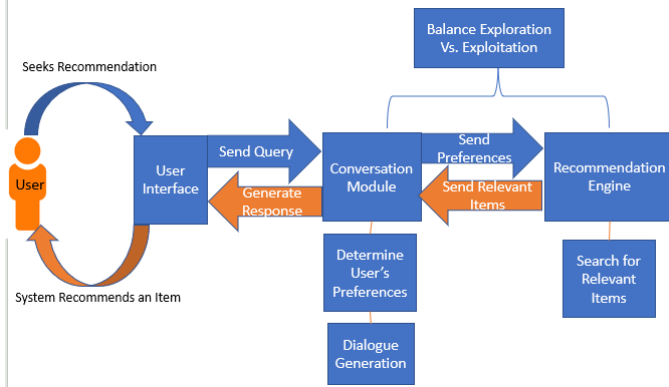 Balance Exploration
Vs. Exploitation
Seeks Recommendation
User
User
Interface
Send Query
Generate
Response
Conversation
Module
Send
Preferences
Send Relevant
Items
Recommendation
Engine
Determine
User's
Preferences
Search for
Relevant
Items
System Recommends an Item
Dialogue
Generation